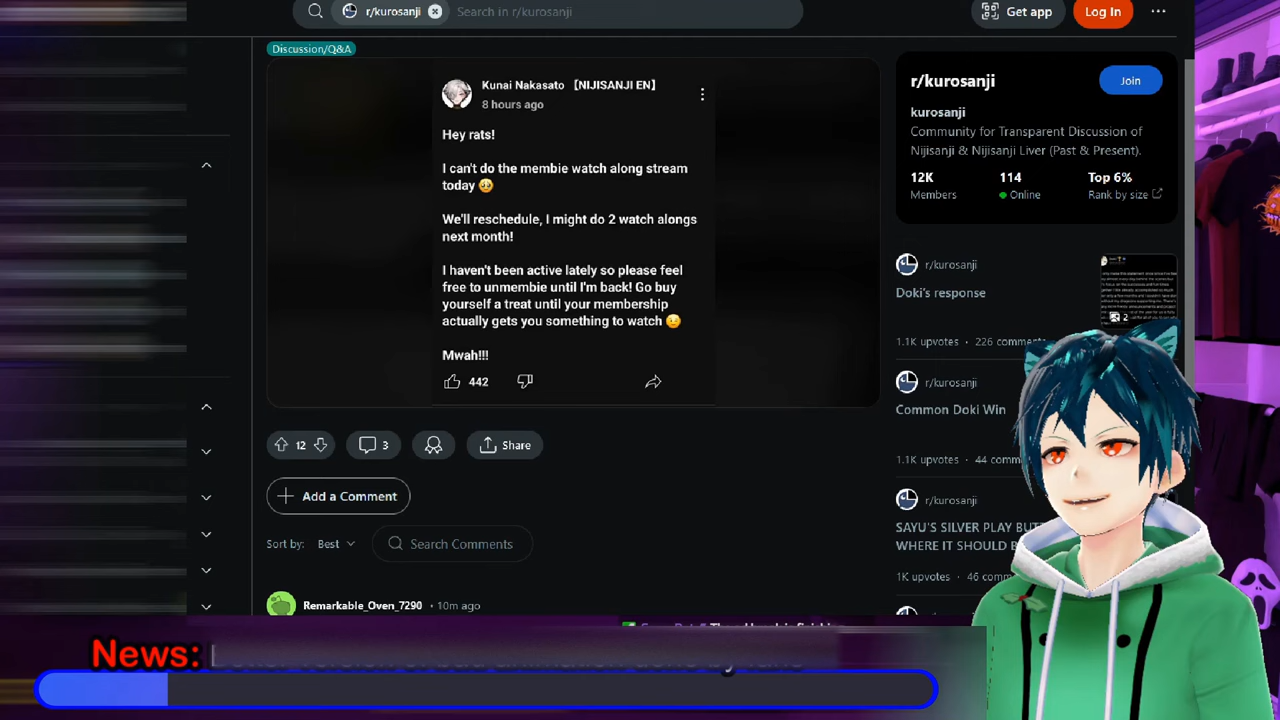 r/kurosanji
Search in r/kurosanji
Get app
Log In
Discussion/Q&A
Kunai Nakasato 【NIJISANJI EN】
8 hours ago
Hey rats!
I can't do the membie watch along stream
today 🥹
We'll reschedule, I might do 2 watch alongs
next month!
I haven't been active lately so please feel
free to unmembie until I'm back! Go buy
yourself a treat until your membership
actually gets you something to watch 😉
Mwah!!!
442
12
3
Share
Add a Comment
Sort by: Best
Search Comments
Remarkable_Oven_7290 • 10m ago
r/kurosanji
Join
kurosanji
Community for Transparent Discussion of
Nijisanji & Nijisanji Liver (Past & Present).
12K
114
Top 6%
Members
Online
Rank by size
r/kurosanji
Doki's response
2
1.1K upvotes • 226 comments
r/kurosanji
Common Doki Win
1.1K upvotes • 44
r/kurosanji
SAYU'S SILVER PLAY
WHERE IT SHOULD
1K upvotes • 46
News: